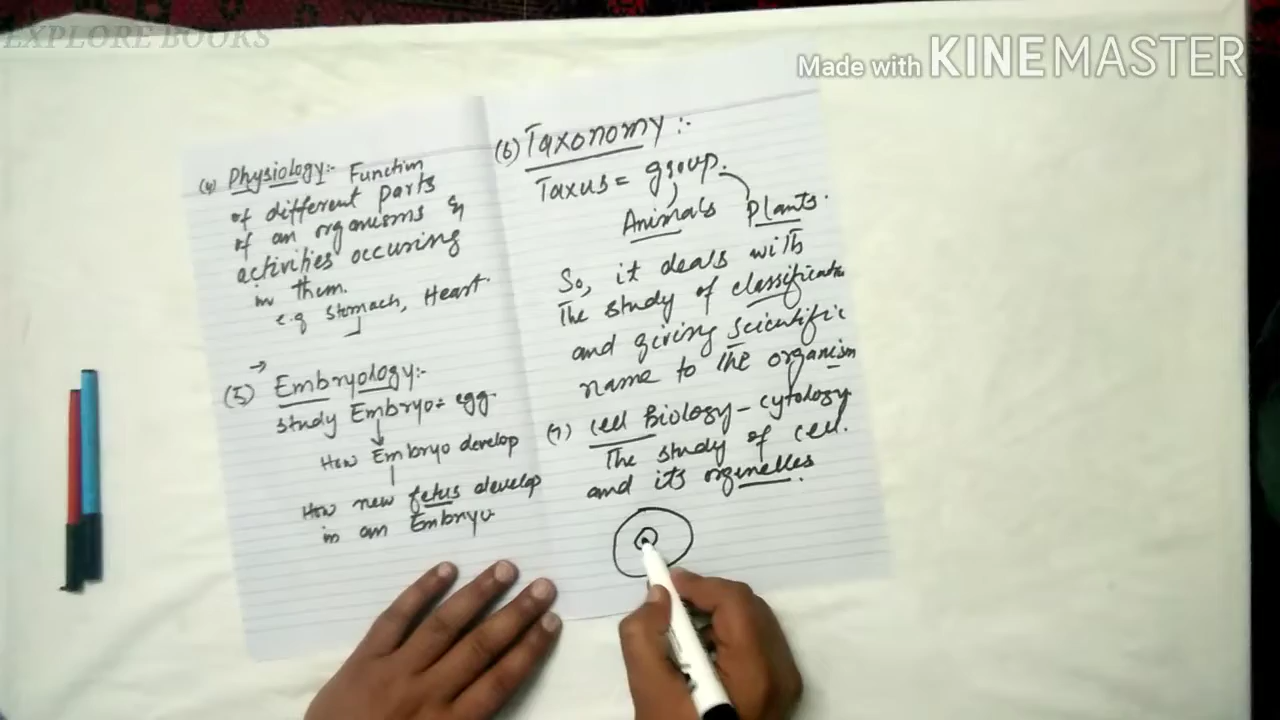 EXPLORE BOOKS
Made with KINEMASTER
(4) Physiology:- Function
of different parts
of an organisms &
activities occuring
in them.
e.g Stomach, Heart.
(5) Embryology:-
study Embryo = egg.
How Embryo develop
How new fetus develop
in an Embryo
(6) Taxonomy :-
Taxus = group.
Animals Plants.
So, it deals with
The study of classification
and giving scientific
name to the organism
(7) cell Biology - cytology
The study of cell.
and its orgenelles.